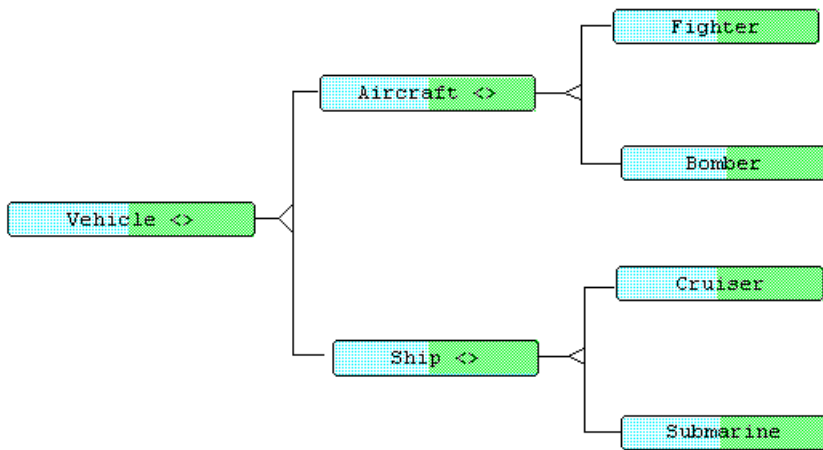 Fighter
Aircraft <>
Bomber
Vehicle <>
Cruiser
Ship <>
Submarine